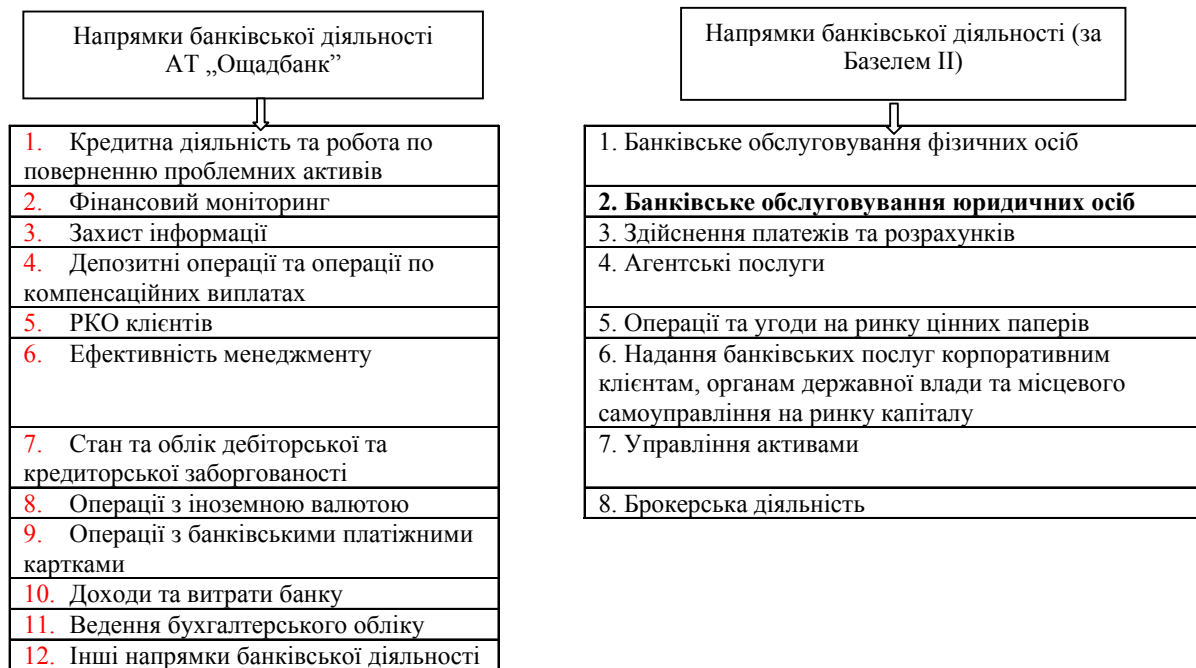 Напрямки банківської діяльності
АТ „Ощадбанк”
1. Кредитна діяльність та робота по
поверненню проблемних активів
2. Фінансовий моніторинг
3. Захист інформації
4. Депозитні операції та операції по
компенсаційних виплатах
5. РКО клієнтів
6. Ефективність менеджменту
7. Стан та облік дебіторської та
кредиторської заборгованості
8. Операції з іноземною валютою
9. Операції з банківськими платіжними
картками
10. Доходи та витрати банку
11. Ведення бухгалтерського обліку
12. Інші напрямки банківської діяльності
Напрямки банківської діяльності (за
Базелем ІІ)
1. Банківське обслуговування фізичних осіб
2. Банківське обслуговування юридичних осіб
3. Здійснення платежів та розрахунків
4. Агентські послуги
5. Операції та угоди на ринку цінних паперів
6. Надання банківських послуг корпоративним
клієнтам, органам державної влади та місцевого
самоуправління на ринку капіталу
7. Управління активами
8. Брокерська діяльність